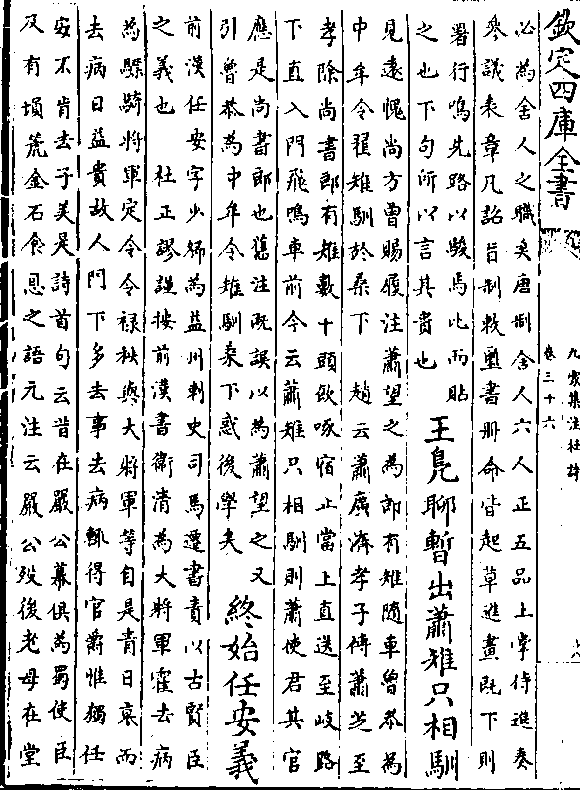 欽定四庫全書
九家集注杜詩
卷三十六
必為舍人之職矣唐制舍人六人正五品上掌侍進奏
參議表章凡詔旨制敕璽書冊命皆起草進畫既下則
署行鳴先路以駿馬比而貼
之也下句所以言其貴也 王鳧聊暫出蕭雉只相馴
見遠愧尚方曽賜履注蕭望之為郎有雉隨車曽恭為
中牟令翟雉馴於桑下 趙云蕭廣濟孝子傳蕭芝至
孝除尚書郎有雉數十頭飲啄宿止當上直送至岐路
下直入門飛鳴車前今云蕭雉只相馴則蕭使君其官
應是尚書郎也舊注既誤以為蕭望之又
引曾恭為中牟令雉馴桑下惑後學矣 終始任安義
前漢任安字少卿為益州刺史司馬遷書責以古賢臣
之義也 杜正謬謹按前漢書衛清為大將軍霍去病
為驃騎將軍定令令禄秩與大將軍等自是青日衰而
去病日益貴故人門下多去事去病輒得官爵惟獨任
安不肯去子美是詩首句云昔在嚴公幕俱為蜀使臣
及有墳荒金石食恩之語元注云嚴公歿後老母在堂